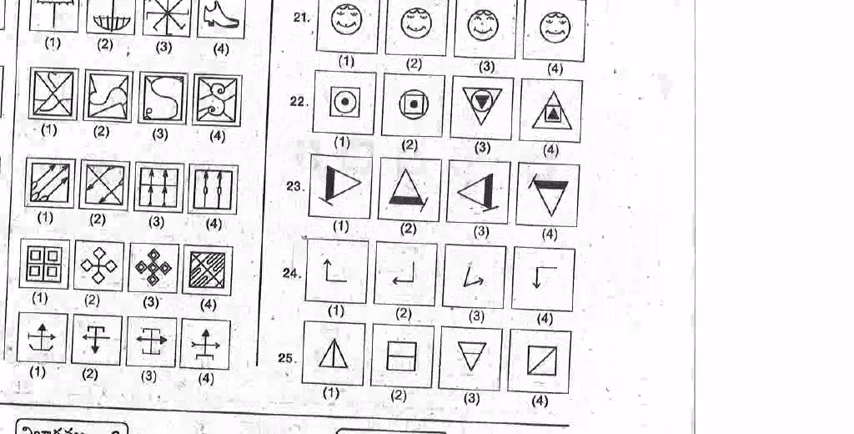 (1) (2) (3) (4)
(1) (2) (3) (4)
(1) (2) (3) (4)
(1) (2) (3) (4)
(1) (2) (3) (4)
21.
(1) (2) (3) (4)
22.
(1) (2) (3) (4)
23.
(1) (2) (3) (4)
24.
(1) (2) (3) (4)
25.
(1) (2) (3) (4)